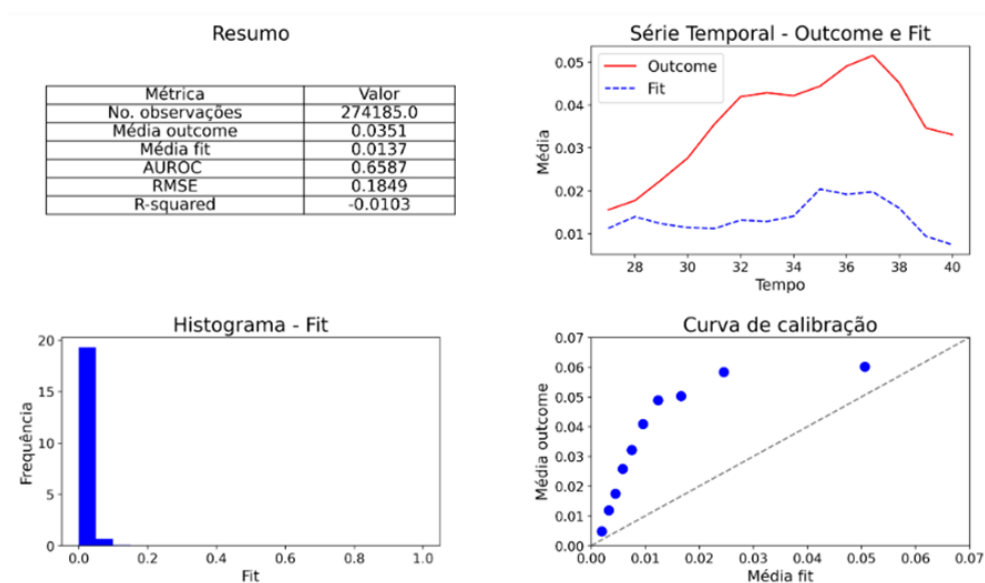 Resumo
Métrica Valor
No. observações 274185.0
Média outcome 0.0351
Média fit 0.0137
AUROC 0.6587
RMSE 0.1849
R-squared -0.0103
Série Temporal - Outcome e Fit
Outcome
Fit
Média
0.05
0.04
0.03
0.02
0.01
28 30 32 34 36 38 40
Tempo
Histograma - Fit
Frequência
20
15
10
5
0
0.0 0.2 0.4 0.6 0.8 1.0
Fit
Curva de calibração
Média outcome
0.07
0.06
0.05
0.04
0.03
0.02
0.01
0.00
0.00 0.01 0.02 0.03 0.04 0.05 0.06 0.07
Média fit